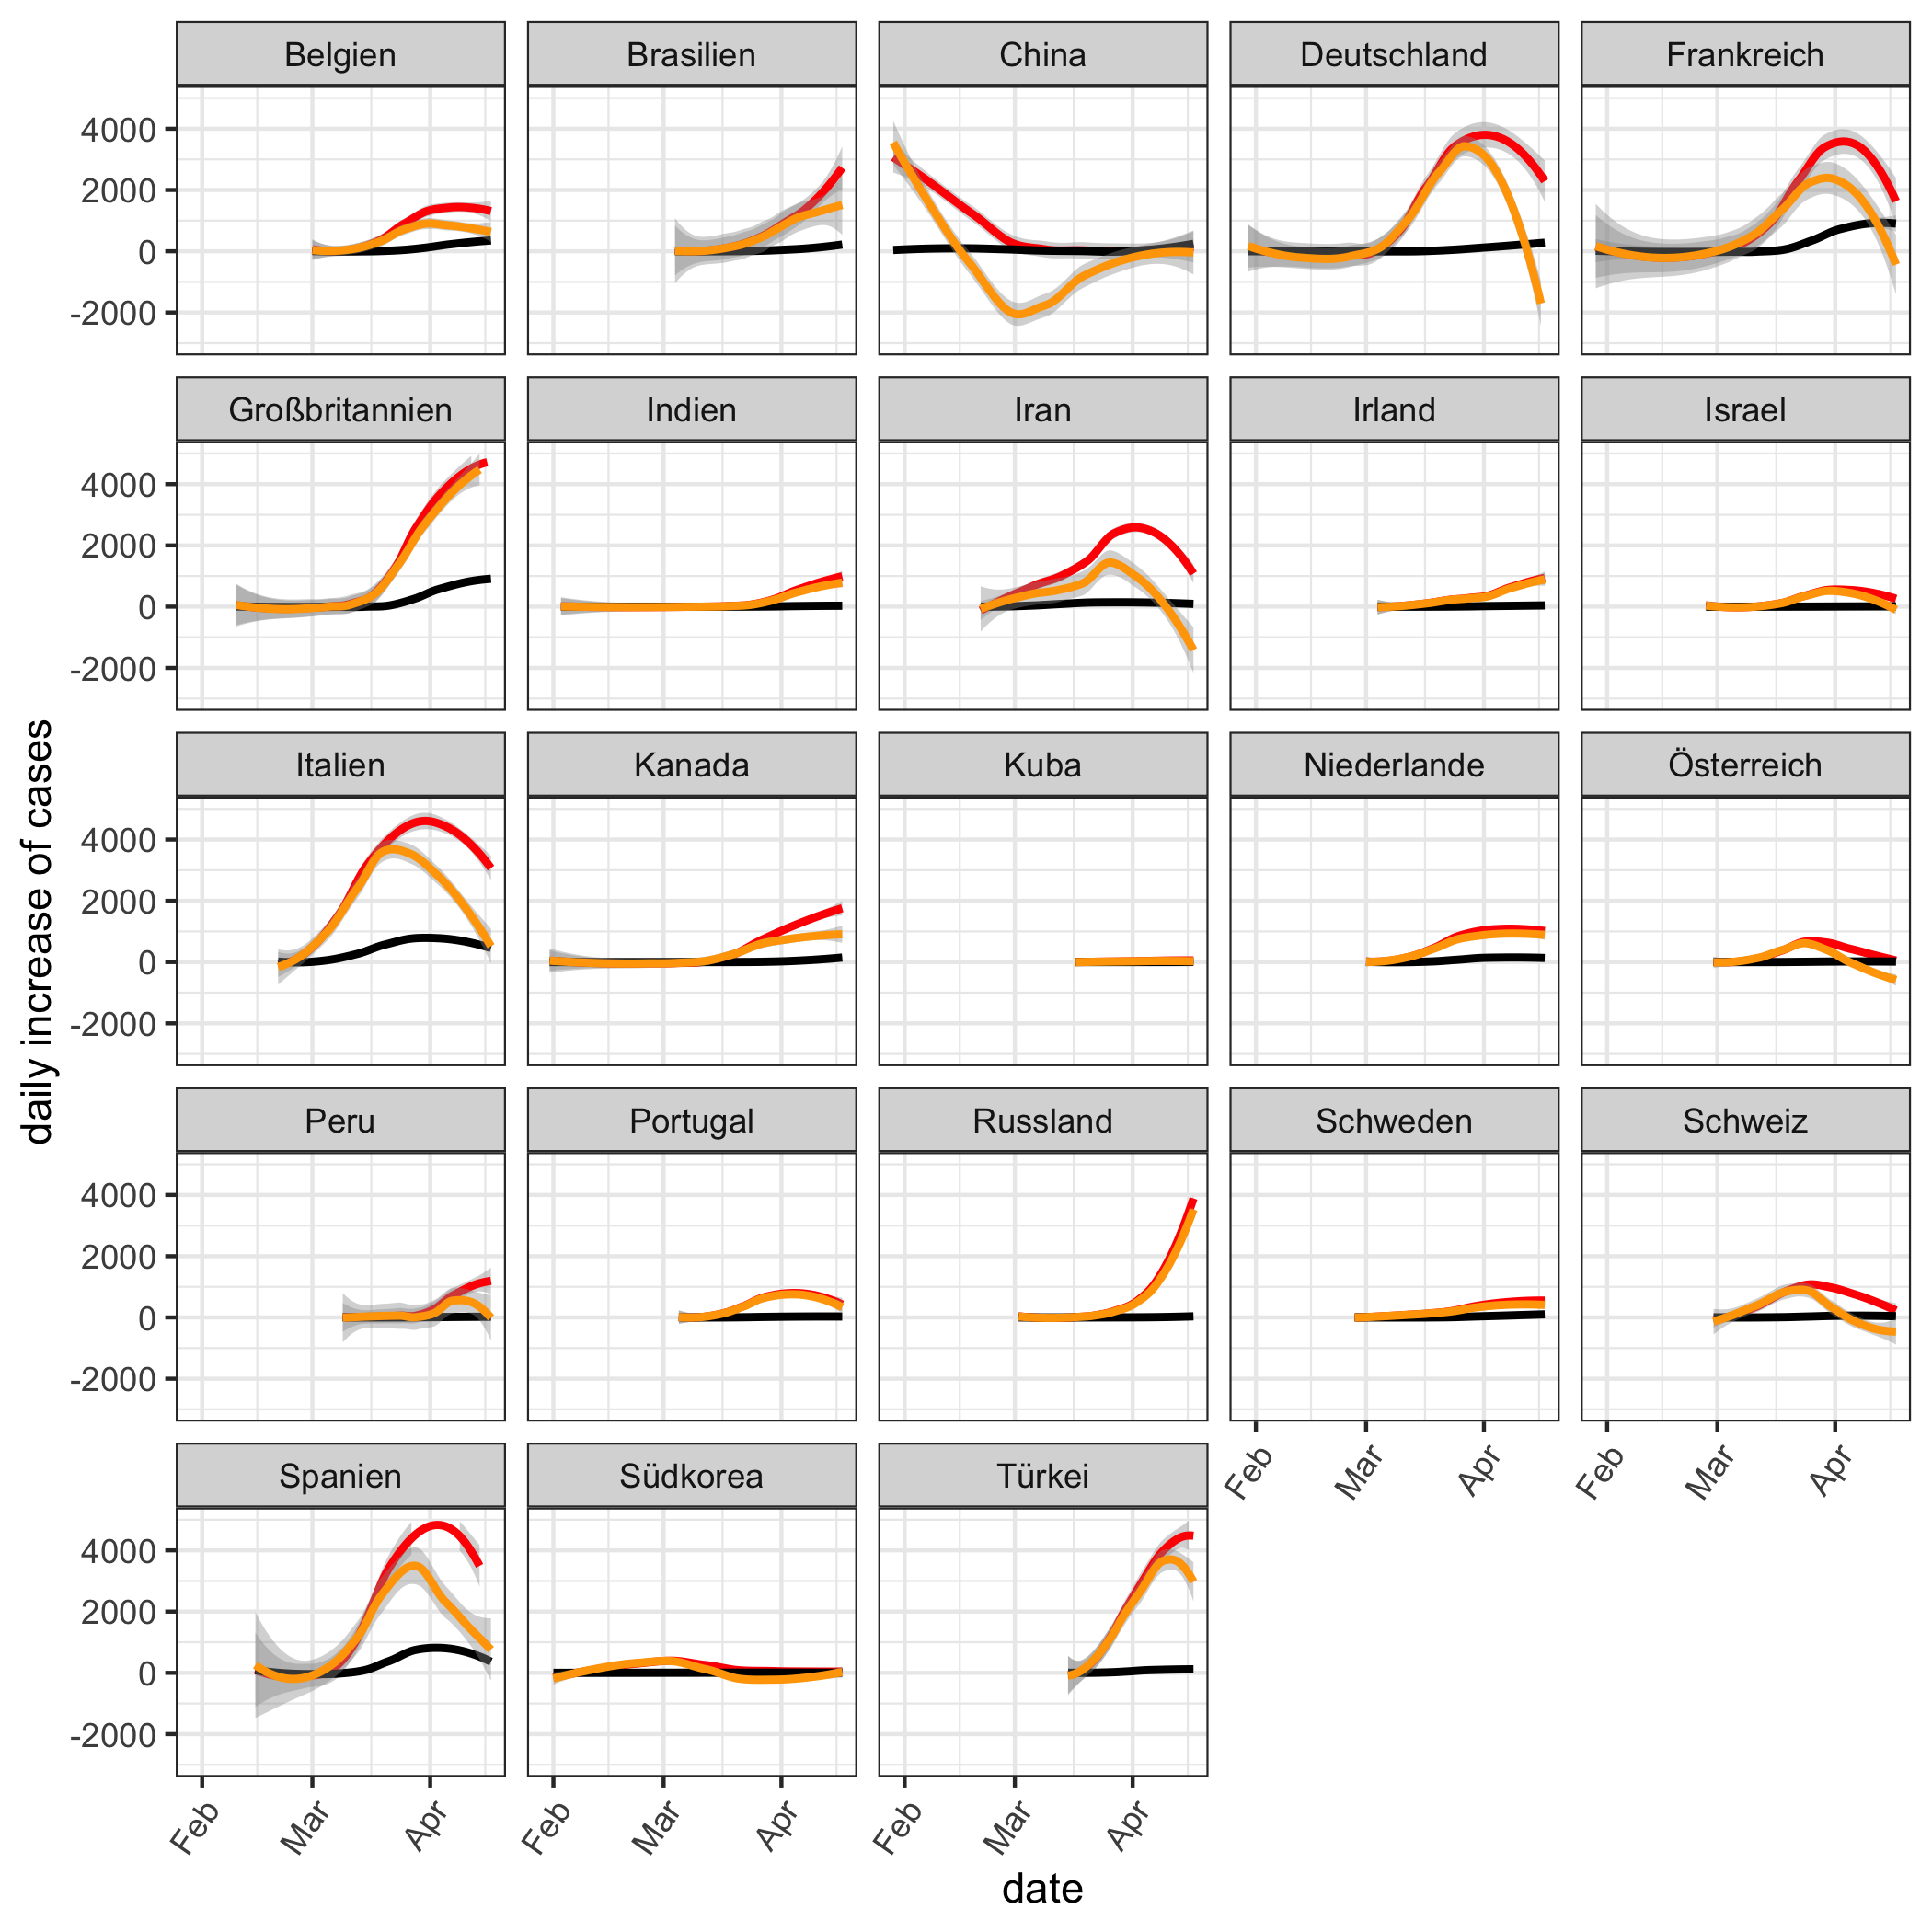 Belgien Brasilien China Deutschland Frankreich
4000
2000
0
-2000
Großbritannien Indien Iran Irland Israel
4000
2000
0
-2000
Italien Kanada Kuba Niederlande Österreich
4000
2000
0
-2000
daily increase of cases
Peru Portugal Russland Schweden Schweiz
4000
2000
0
-2000
Feb Mar Apr Feb Mar Apr
Spanien Südkorea Türkei
4000
2000
0
-2000
Feb Mar Apr Feb Mar Apr Feb Mar Apr
date